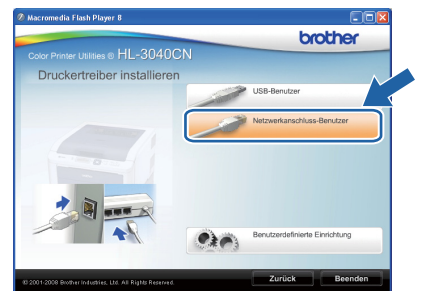 Macromedia Flash Player 8
brother
Color Printer Utilities ® HL-3040CN
Druckertreiber installieren
USB-Benutzer
Netzwerkanschluss-Benutzer
Benutzerdefinierte Einrichtung
© 2001-2008 Brother Industries, Ltd. All Rights Reserved.
Zurück
Beenden